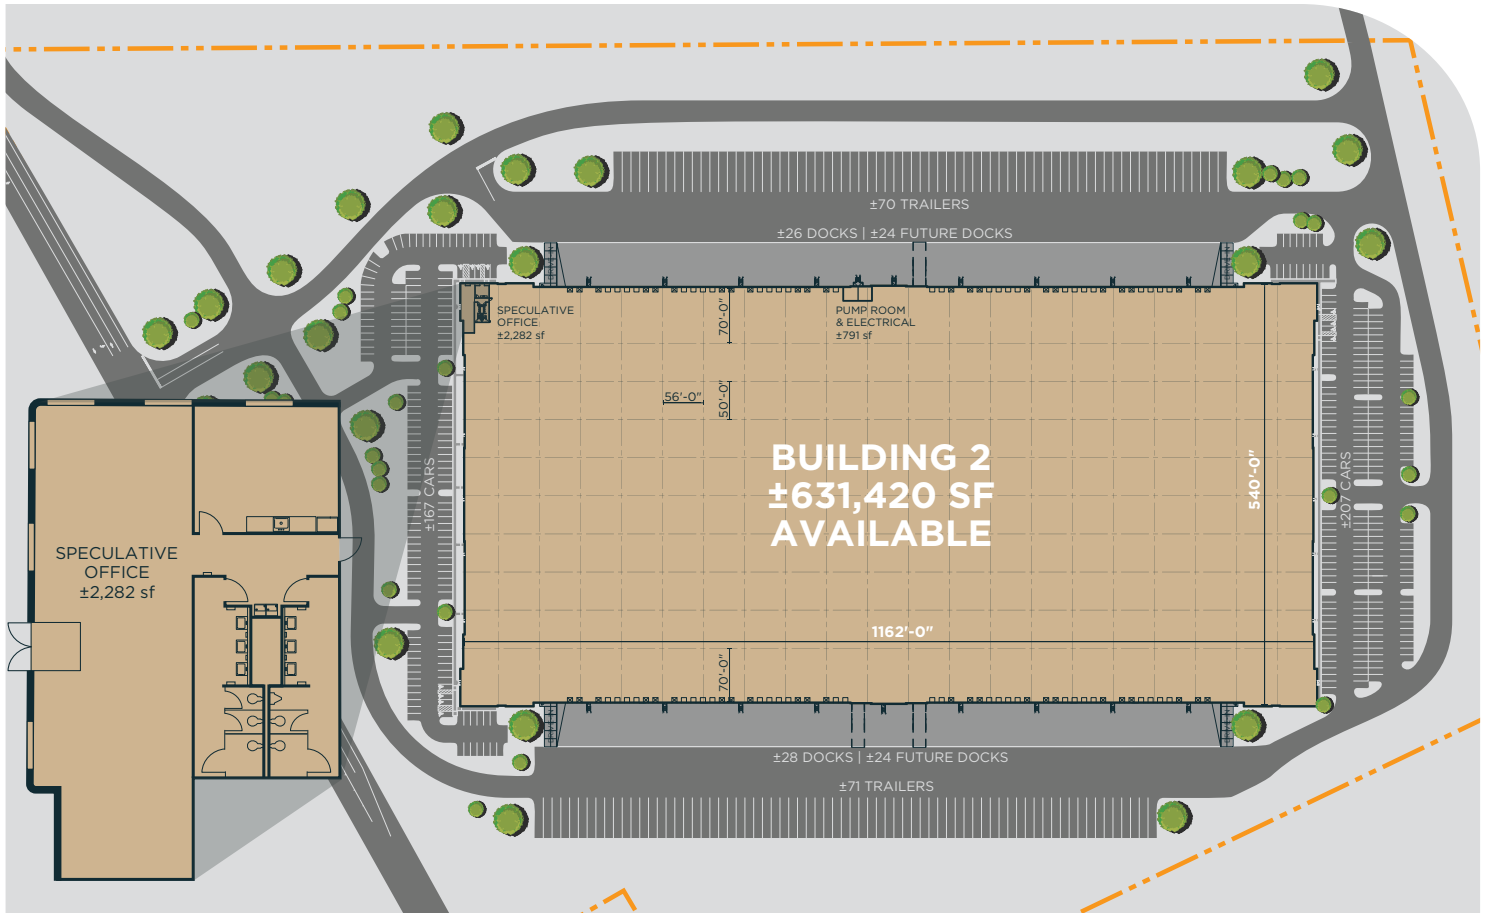 ±70 TRAILERS
±26 DOCKS | ±24 FUTURE DOCKS
SPECULATIVE
OFFICE
±2,282 sf
70'-0"
PUMP ROOM
& ELECTRICAL
±791 sf
56'-0"
50'-0"
BUILDING 2
±631,420 SF
AVAILABLE
540'-0"
±167 CARS
±207 CARS
SPECULATIVE
OFFICE
±2,282 sf
1162'-0"
70'-0"
±28 DOCKS | ±24 FUTURE DOCKS
±71 TRAILERS